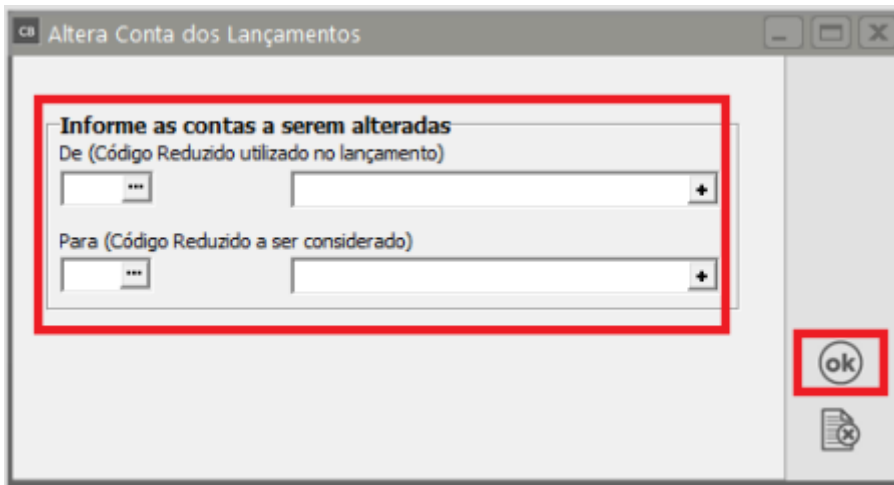 CB Altera Conta dos Lançamentos
Informe as contas a serem alteradas
De (Código Reduzido utilizado no lançamento)
Para (Código Reduzido a ser considerado)
ok